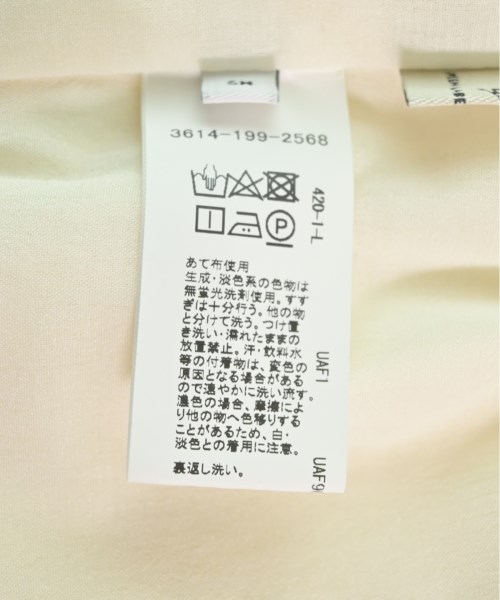 3614-199-2568
P
420-I-L
あて布使用
生成・淡色系の色物は
無蛍光洗剤使用。すす
ぎは十分行う。他の物
と分けて洗う。つけ置
き洗い・濡れたままの
放置禁止。汗・飲料水
等の付着物は、変色の
原因となる場合がある
ので速やかに洗い流す。
濃色の場合、摩擦によ
り他の物へ色移りする
ことがあるため、白・
淡色との着用に注意。
裏返し洗い。
UAF1